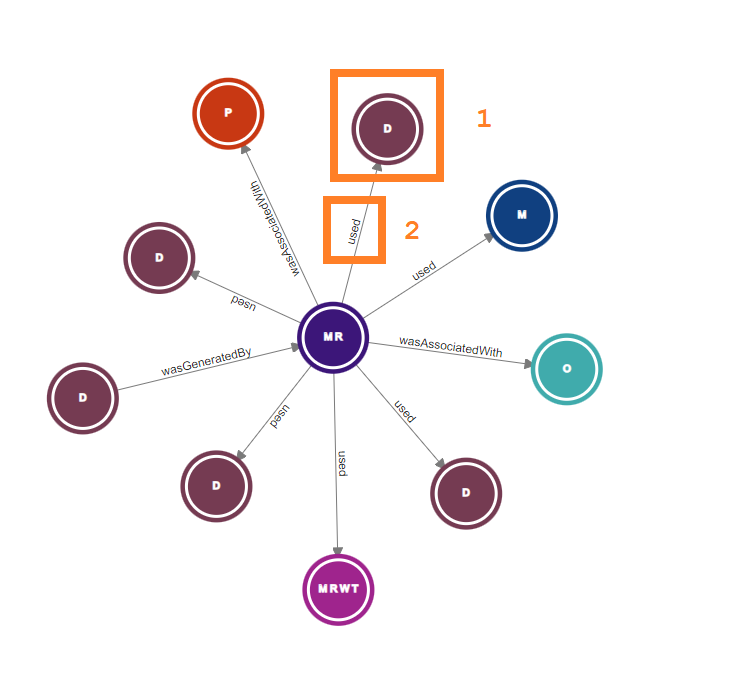 P
D
1
wasAssociatedWith
used
2
M
D
used
used
MR
wasAssociatedWith
O
wasGeneratedBy
D
used
used
used
D
D
MRWT